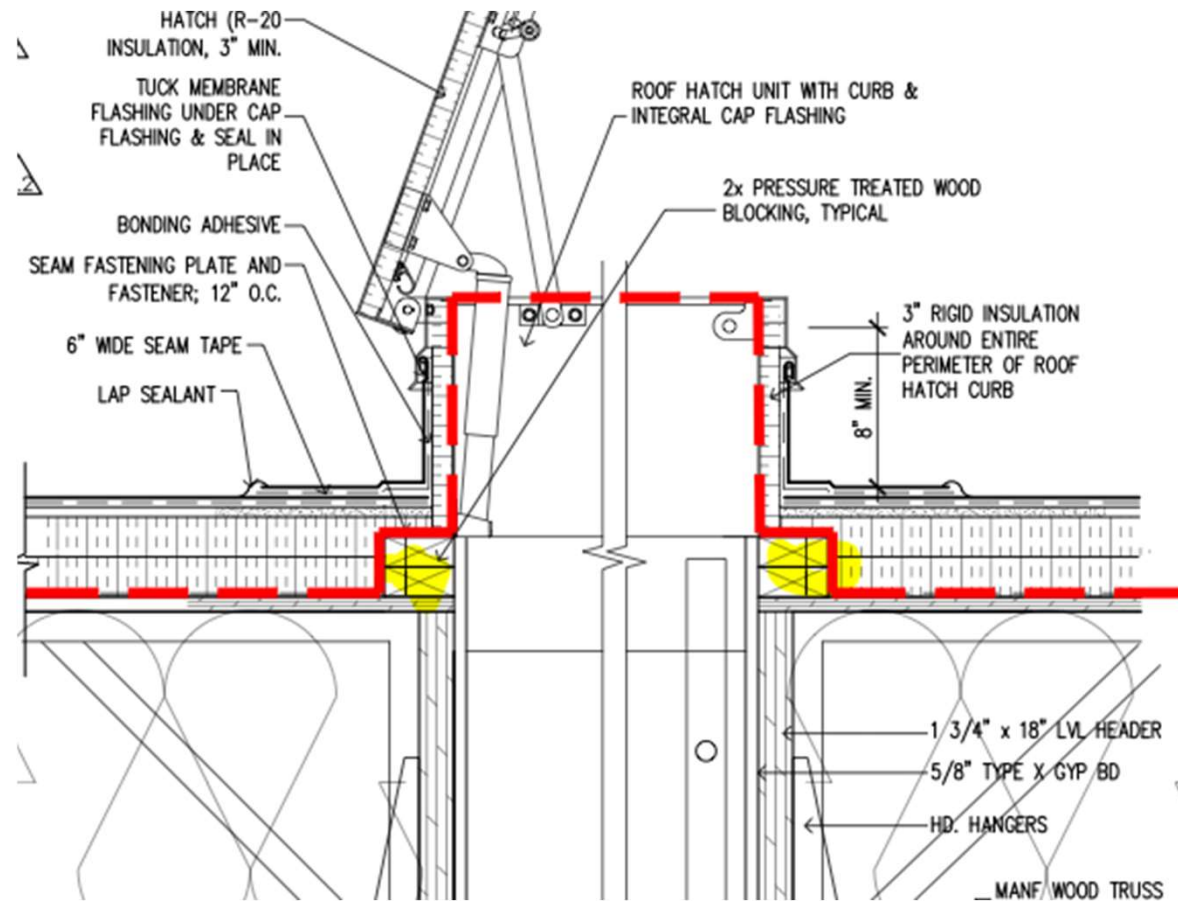 HATCH (R-20
INSULATION, 3" MIN.
TUCK MEMBRANE
FLASHING UNDER CAP
FLASHING & SEAL IN
PLACE
.2
BONDING ADHESIVE
SEAM FASTENING PLATE AND
FASTENER; 12" O.C.
6" WIDE SEAM TAPE
LAP SEALANT
ROOF HATCH UNIT WITH CURB &
INTEGRAL CAP FLASHING
2x PRESSURE TREATED WOOD
BLOCKING, TYPICAL
3" RIGID INSULATION
AROUND ENTIRE
PERIMETER OF ROOF
HATCH CURB
8" MIN.
1 3/4" x 18" LVL HEADER
5/8" TYPE X GYP BD
HD. HANGERS
MANF WOOD TRUSS